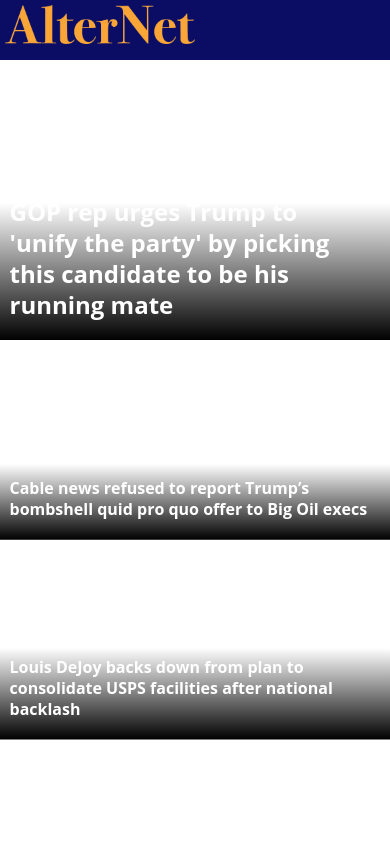 AlterNet
GOP rep urges Trump to
'unify the party' by picking
this candidate to be his
running mate
Cable news refused to report Trump’s
bombshell quid pro quo offer to Big Oil execs
Louis DeJoy backs down from plan to
consolidate USPS facilities after national
backlash